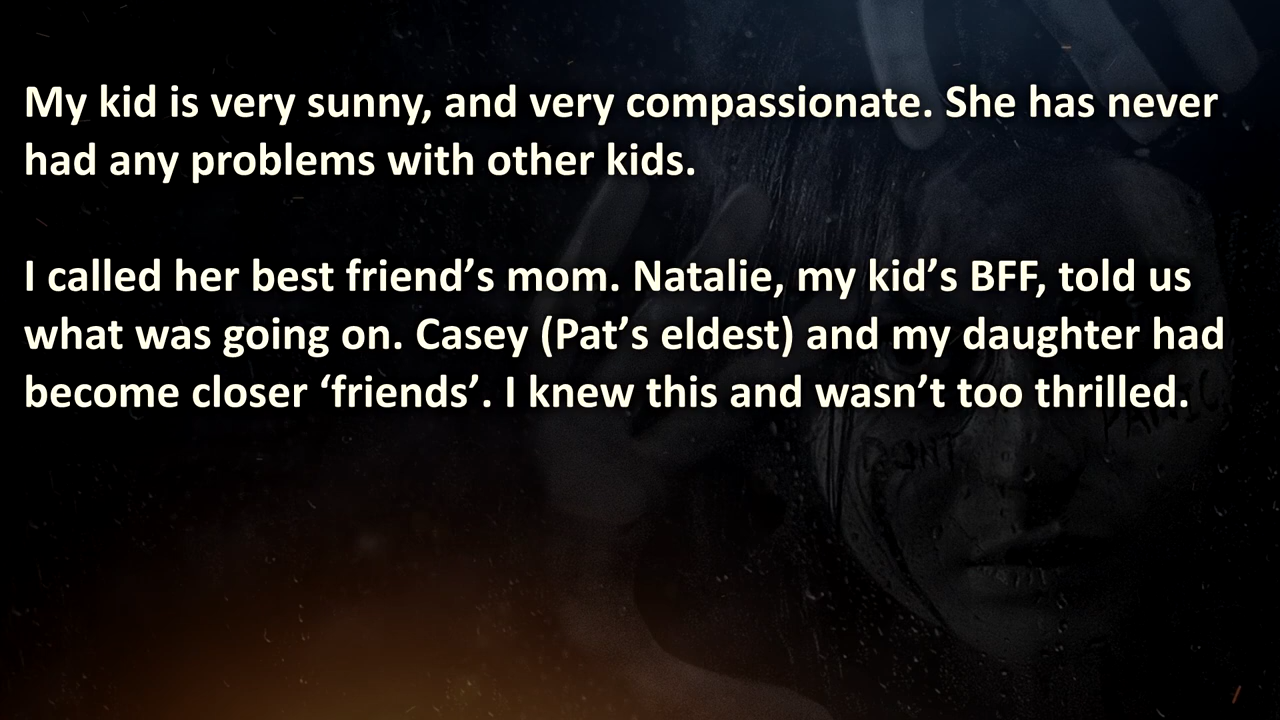 My kid is very sunny, and very compassionate. She has never
had any problems with other kids.
I called her best friend’s mom. Natalie, my kid’s BFF, told us
what was going on. Casey (Pat’s eldest) and my daughter had
become closer ‘friends’. I knew this and wasn’t too thrilled.